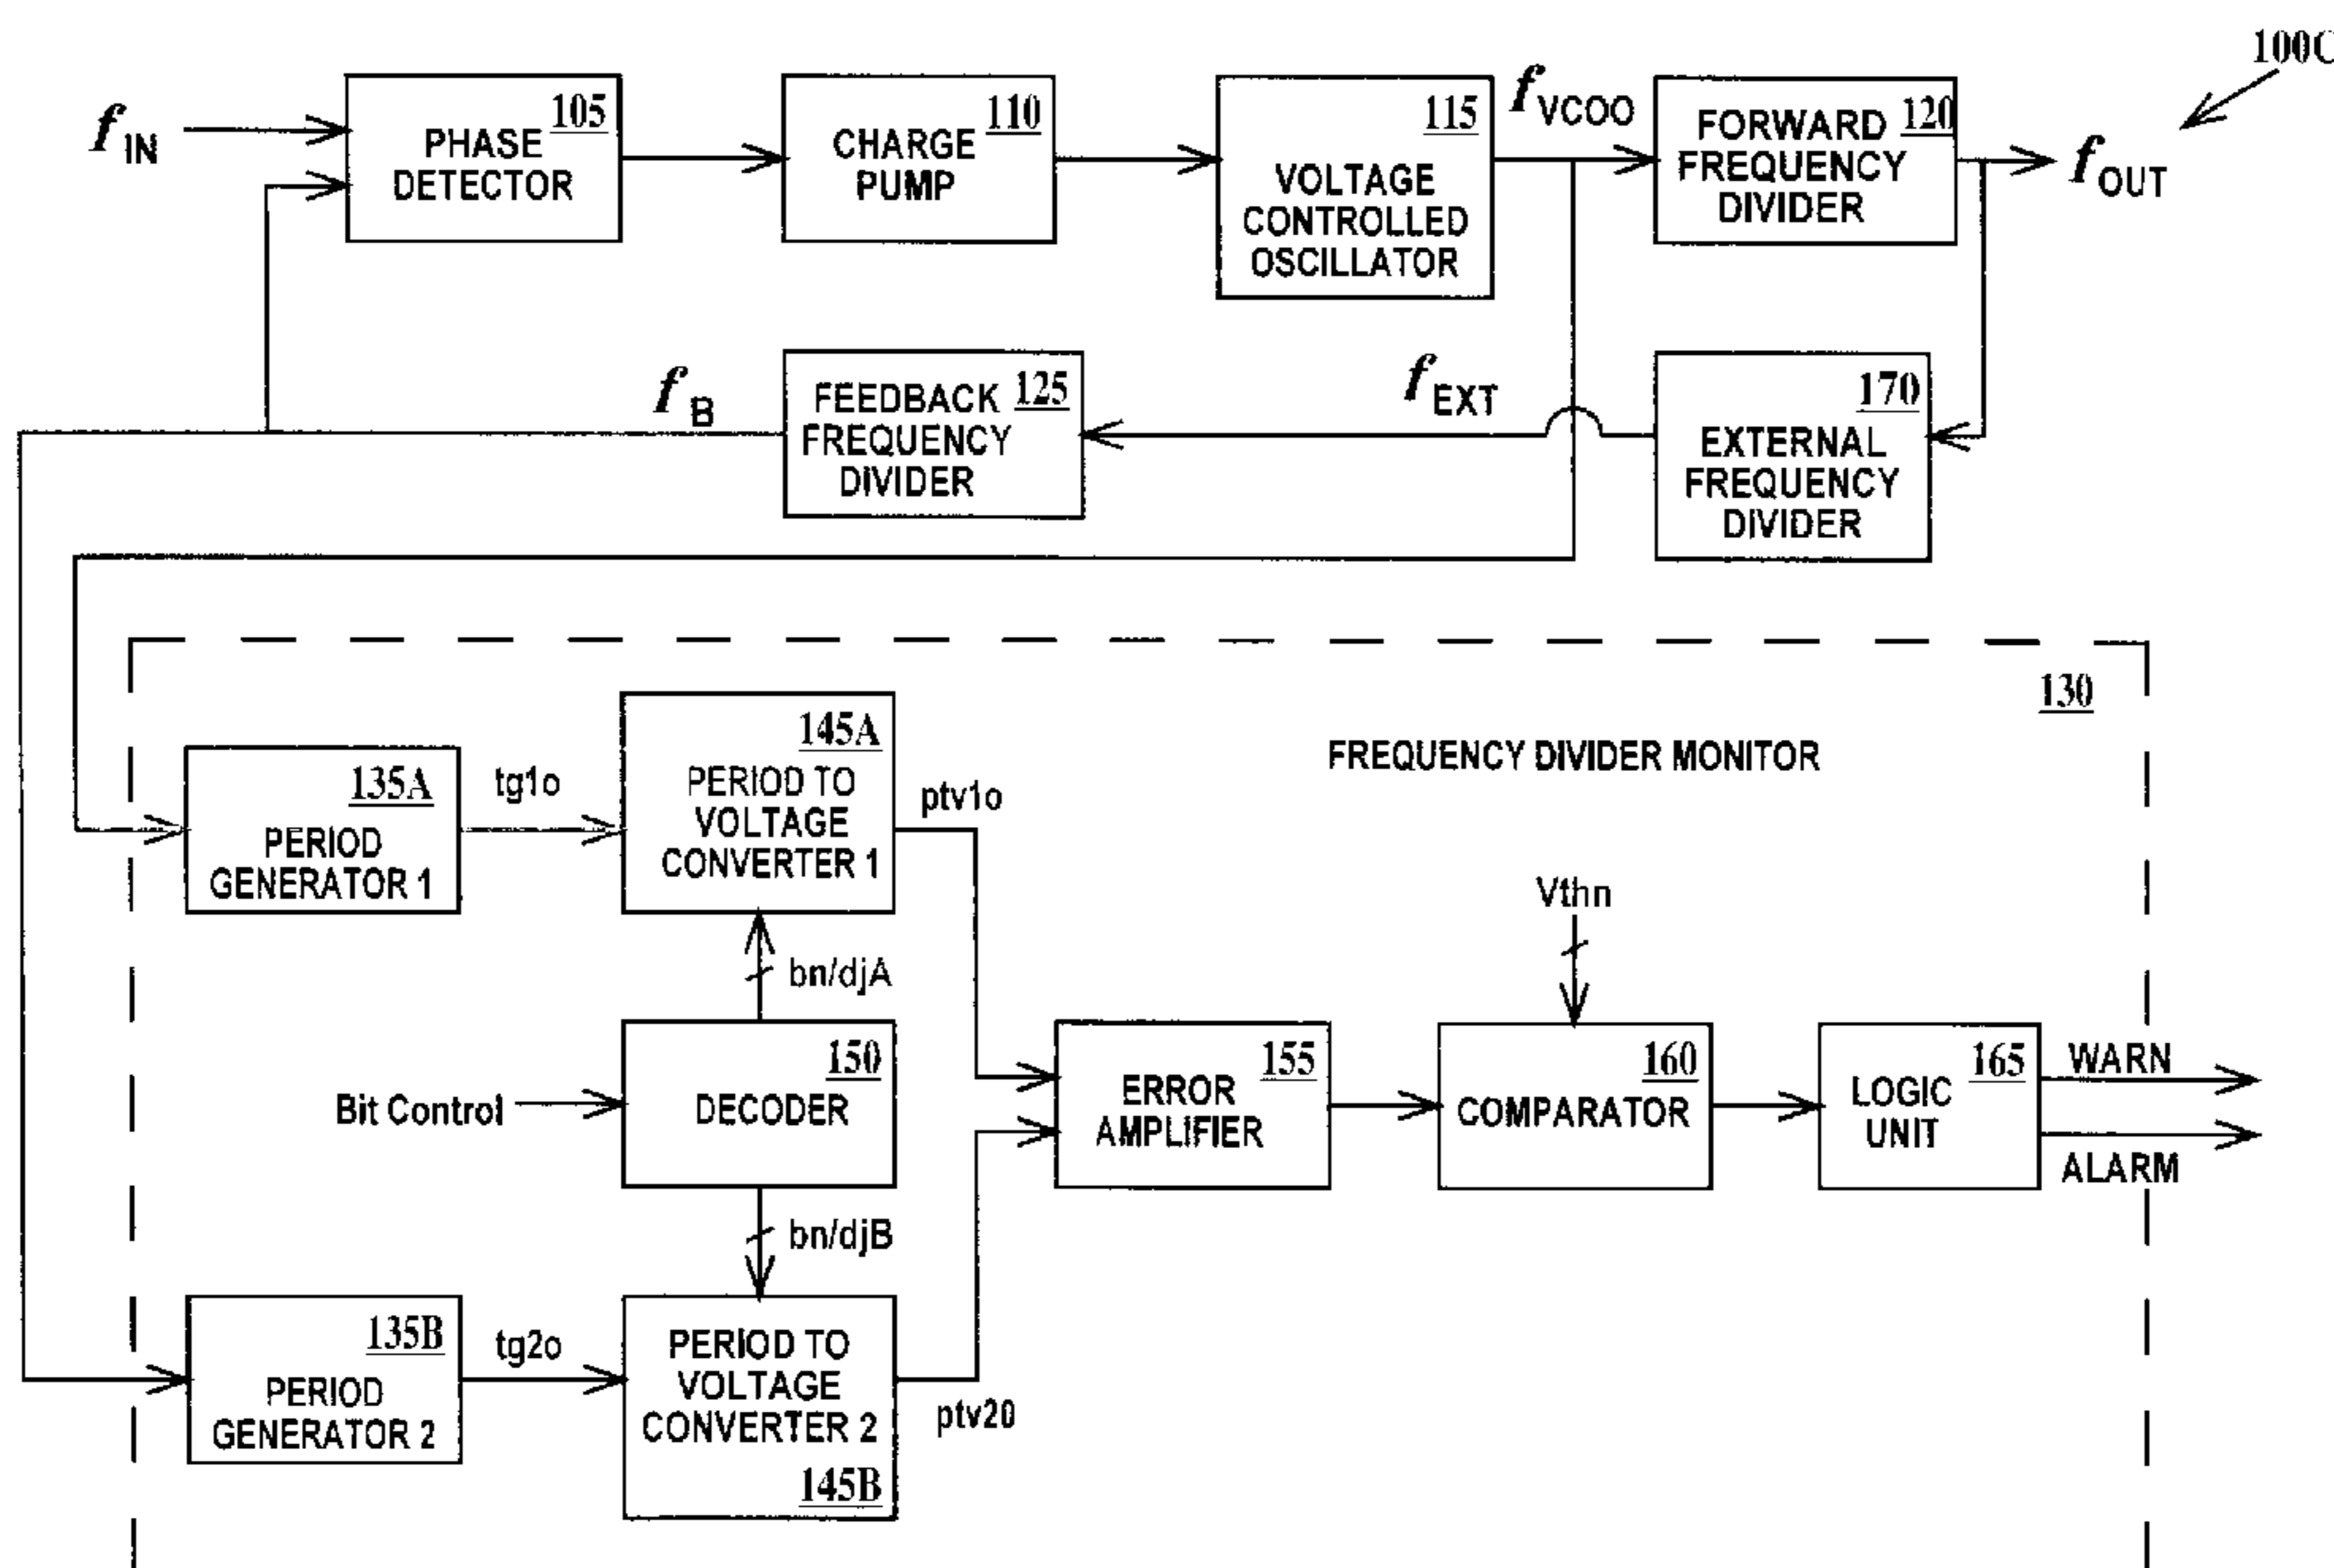 100C
f IN
105
PHASE
DETECTOR
110
CHARGE
PUMP
115
VOLTAGE
CONTROLLED
OSCILLATOR
f VCOO
FORWARD 120
FREQUENCY
DIVIDER
f OUT
f B
FEEDBACK 125
FREQUENCY
DIVIDER
f EXT
170
EXTERNAL
FREQUENCY
DIVIDER
130
FREQUENCY DIVIDER MONITOR
135A
PERIOD
GENERATOR 1
tg1o
145A
PERIOD TO
VOLTAGE
CONVERTER 1
ptv1o
bn/djA
Bit Control
150
DECODER
bn/djB
155
ERROR
AMPLIFIER
Vthn
160
COMPARATOR
165
LOGIC
UNIT
WARN
ALARM
135B
PERIOD
GENERATOR 2
tg2o
PERIOD TO
VOLTAGE
CONVERTER 2
145B
ptv20